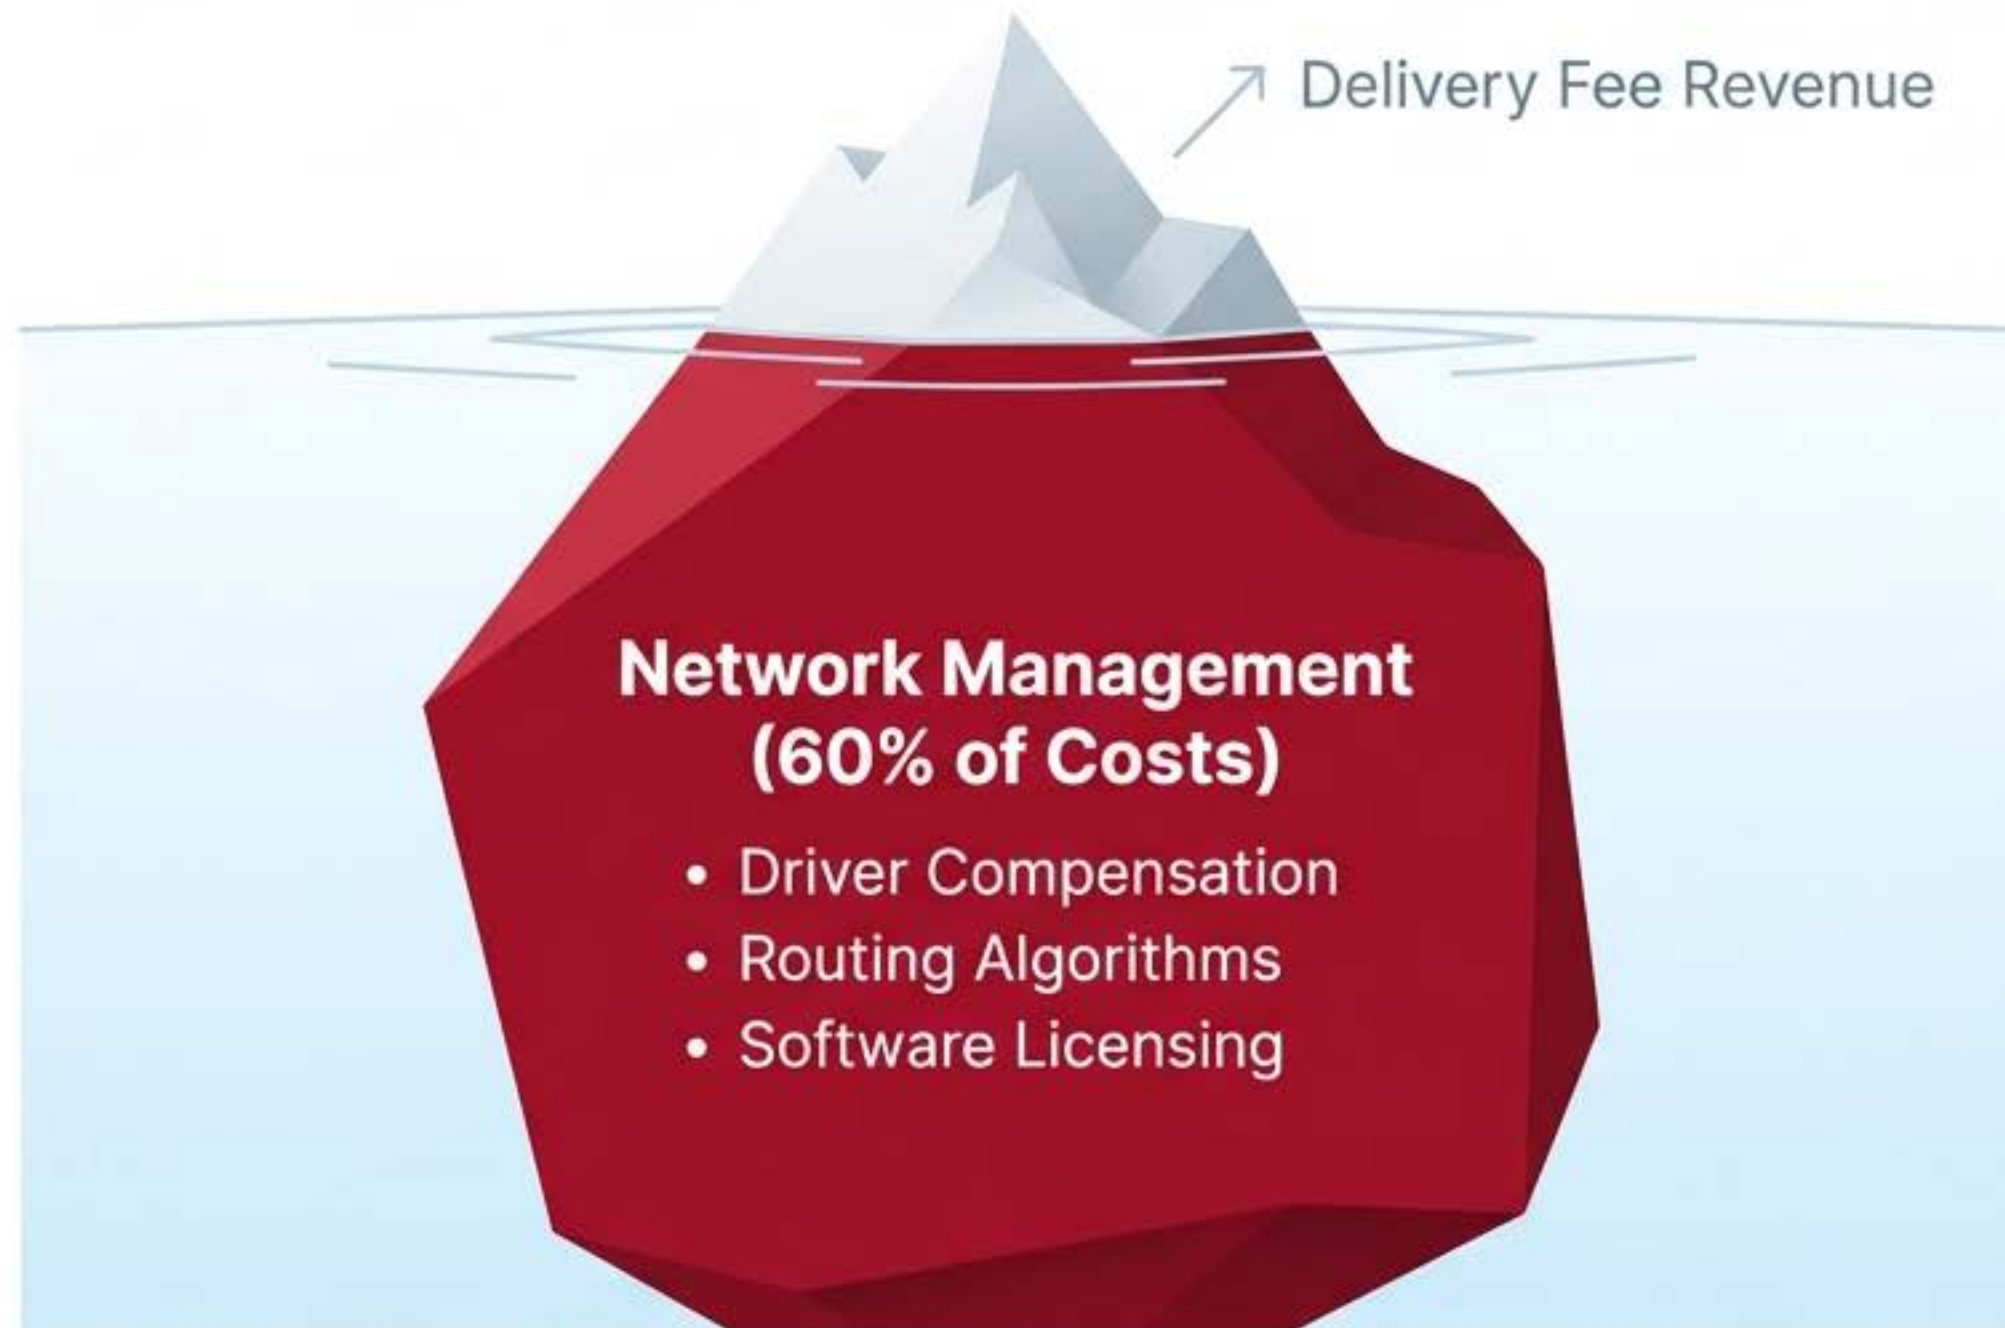 Delivery Fee Revenue
Network Management
(60% of Costs)
• Driver Compensation
• Routing Algorithms
• Software Licensing